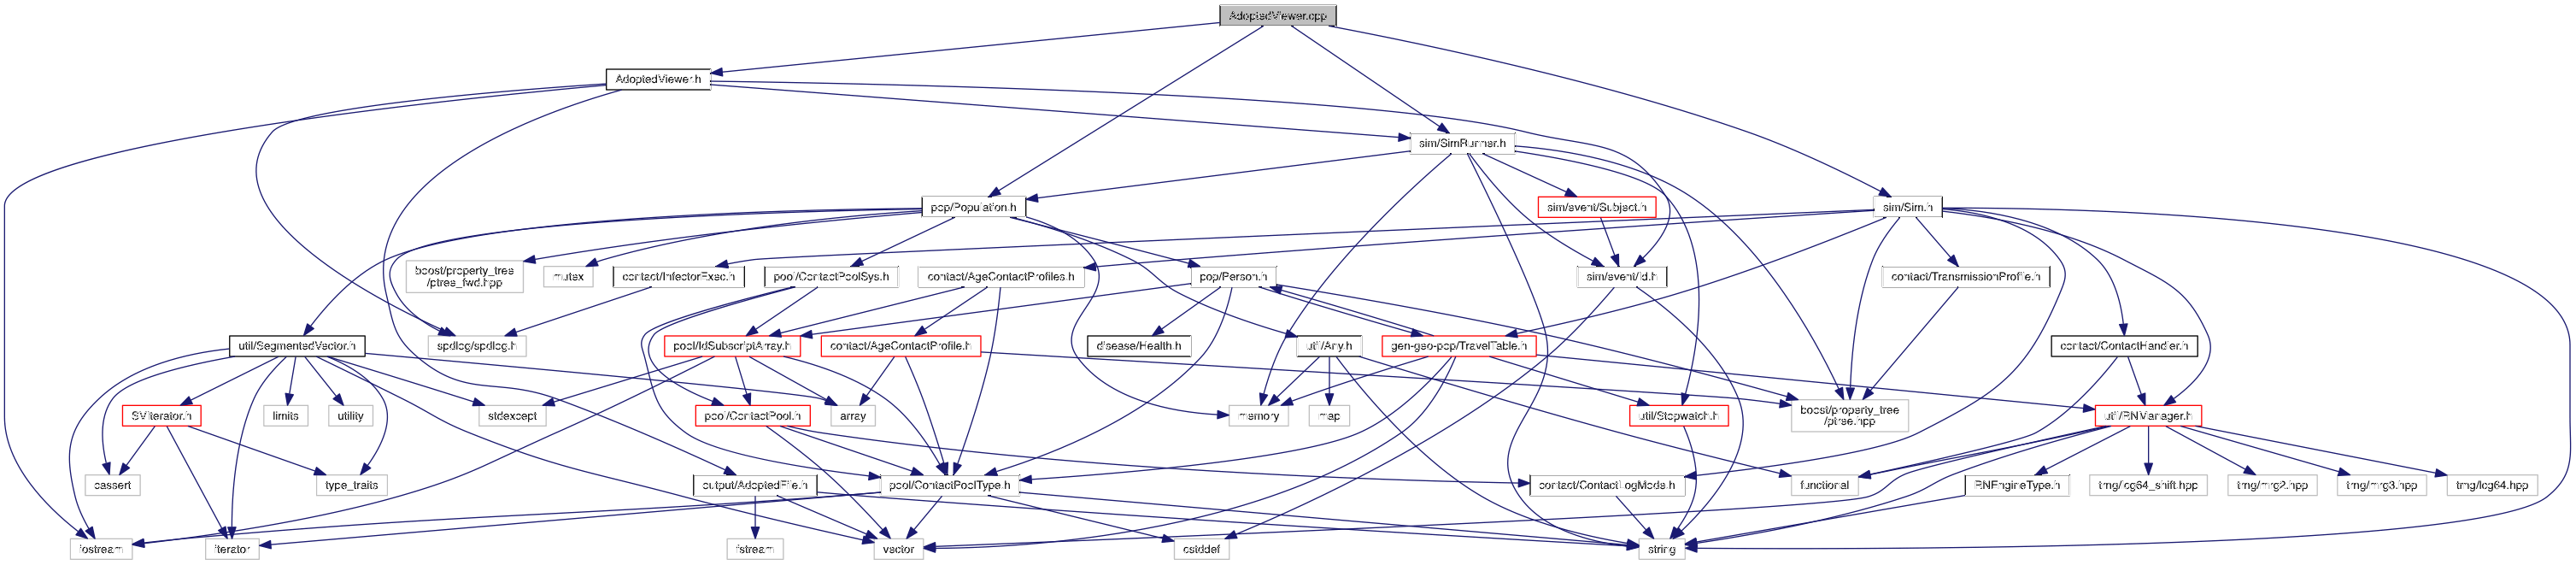 AdoptedViewer.cpp
AdoptedViewer.h
sim/SimRunner.h
pop/Population.h
sim/event/Subject.h
sim/Sim.h
boost/property_tree
/ptree_fwd.hpp
mutex
contact/InfectorExec.h
pool/ContactPoolSys.h
contact/AgeContactProfiles.h
pop/Person.h
sim/event/Id.h
contact/TransmissionProfile.h
util/SegmentedVector.h
spdlog/spdlog.h
pool/IdSubscriptArray.h
contact/AgeContactProfile.h
disease/Health.h
util/Any.h
gen-geo-pop/TravelTable.h
contact/ContactHandler.h
SVIterator.h
limits
utility
stdexcept
pool/ContactPool.h
array
memory
map
util/Stopwatch.h
boost/property_tree
/ptree.hpp
util/RNManager.h
cassert
type_traits
output/AdoptedFile.h
pool/ContactPoolType.h
contact/ContactLogMode.h
functional
RNEngineType.h
trng/lcg64_shift.hpp
trng/mrg2.hpp
trng/mrg3.hpp
trng/lcg64.hpp
iostream
iterator
fstream
vector
cstddef
string